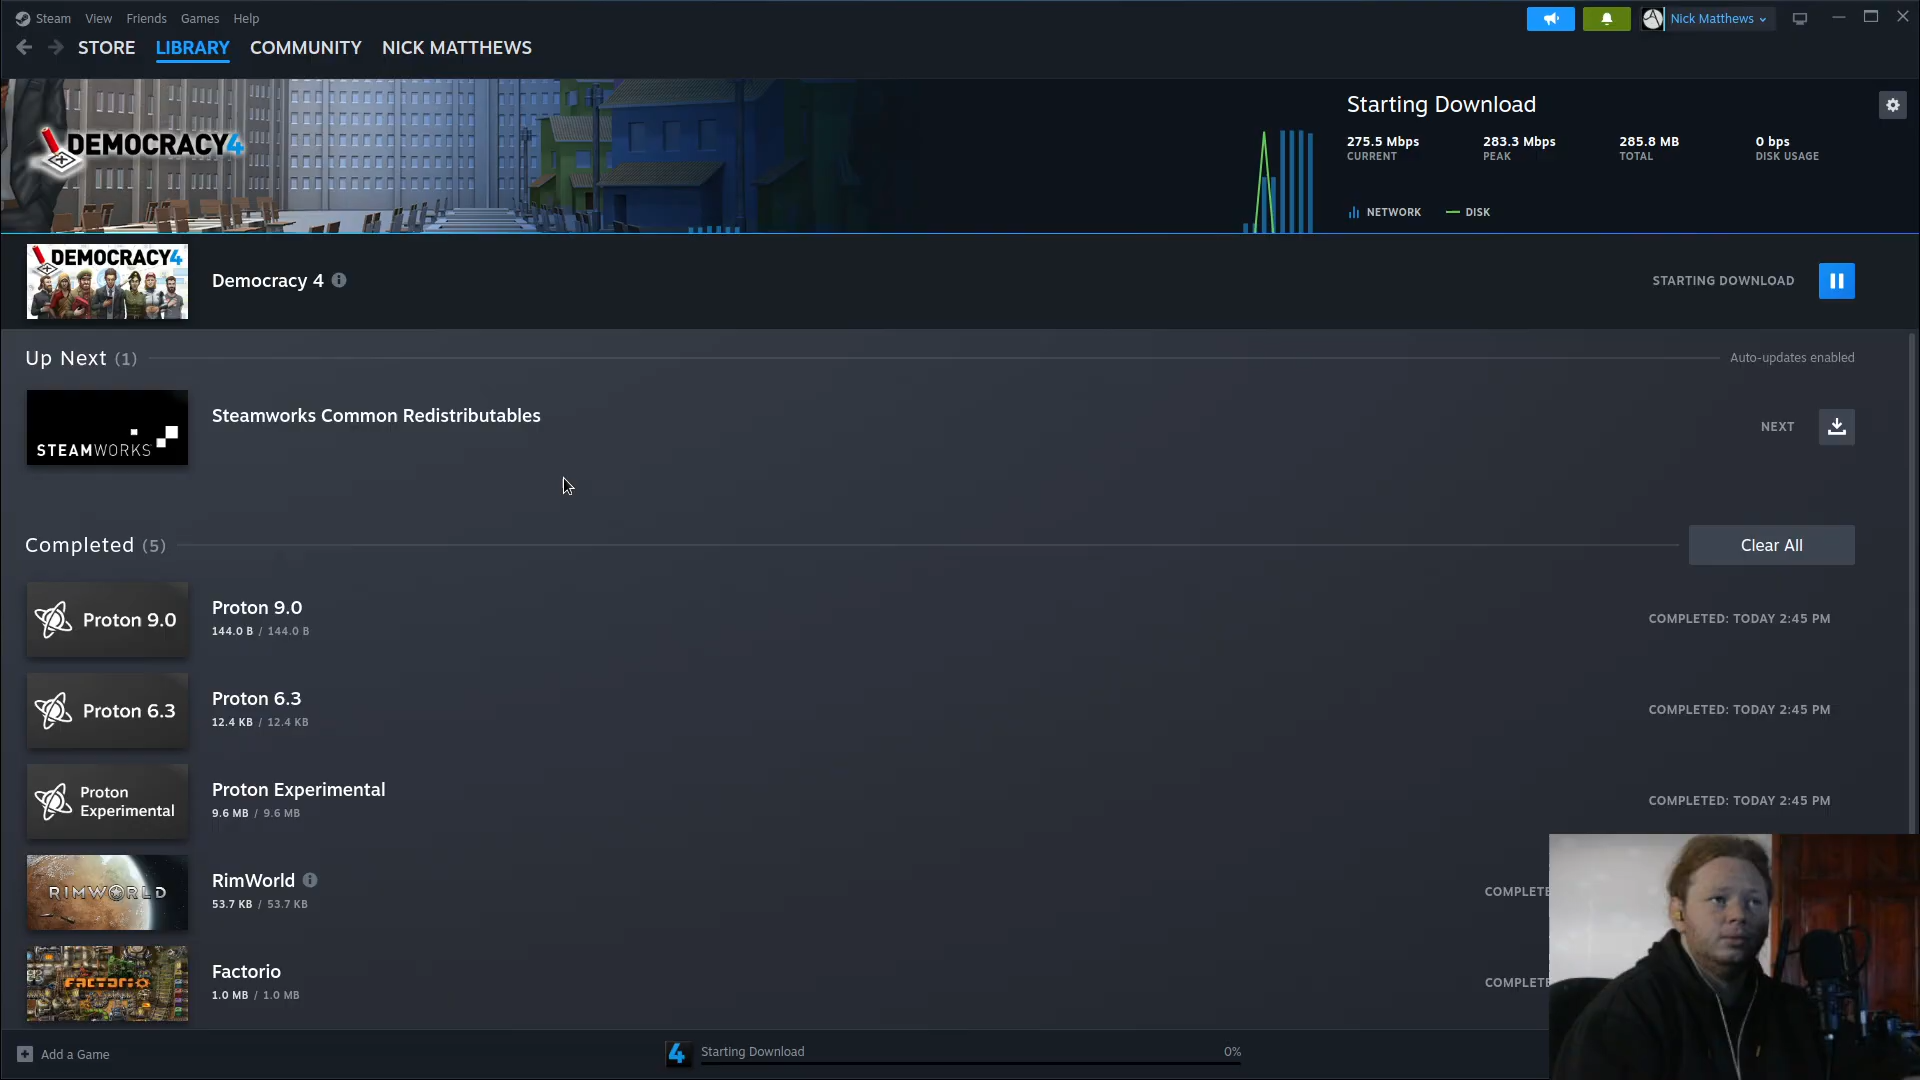 Steam View Friends Games Help
Nick Matthews
STORE LIBRARY COMMUNITY NICK MATTHEWS
DEMOCRACY4
Starting Download
275.5 Mbps 283.3 Mbps 285.8 MB 0 bps
CURRENT PEAK TOTAL DISK USAGE
NETWORK DISK
DEMOCRACY4
Democracy 4
STARTING DOWNLOAD
Up Next (1)
Auto-updates enabled
STEAMWORKS
Steamworks Common Redistributables
NEXT
Completed (5)
Clear All
Proton 9.0
Proton 9.0
144.0 B / 144.0 B
COMPLETED: TODAY 2:45 PM
Proton 6.3
Proton 6.3
12.4 KB / 12.4 KB
COMPLETED: TODAY 2:45 PM
Proton
Experimental
Proton Experimental
9.6 MB / 9.6 MB
COMPLETED: TODAY 2:45 PM
RIMWORLD
RimWorld
53.7 KB / 53.7 KB
COMPLETE
FACTORIO
Factorio
1.0 MB / 1.0 MB
COMPLETE
Add a Game
4 Starting Download 0%